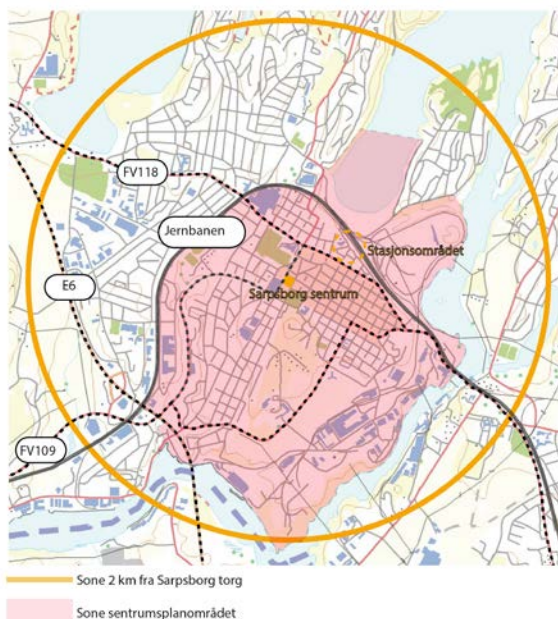 FV118
Jernbanen
Stasjonsområdet
E6
Sarpsborg sentrum
FV109
Sone 2 km fra Sarpsborg torg
Sone sentrumsplanområdet